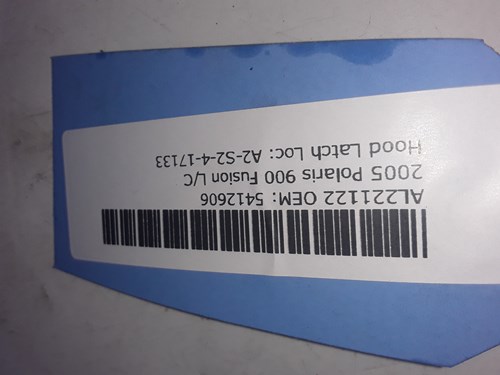 AL221122 OEM: 5412606
2005 Polaris 900 Fusion L/C
Hood Latch Loc: A2-S2-4-17133